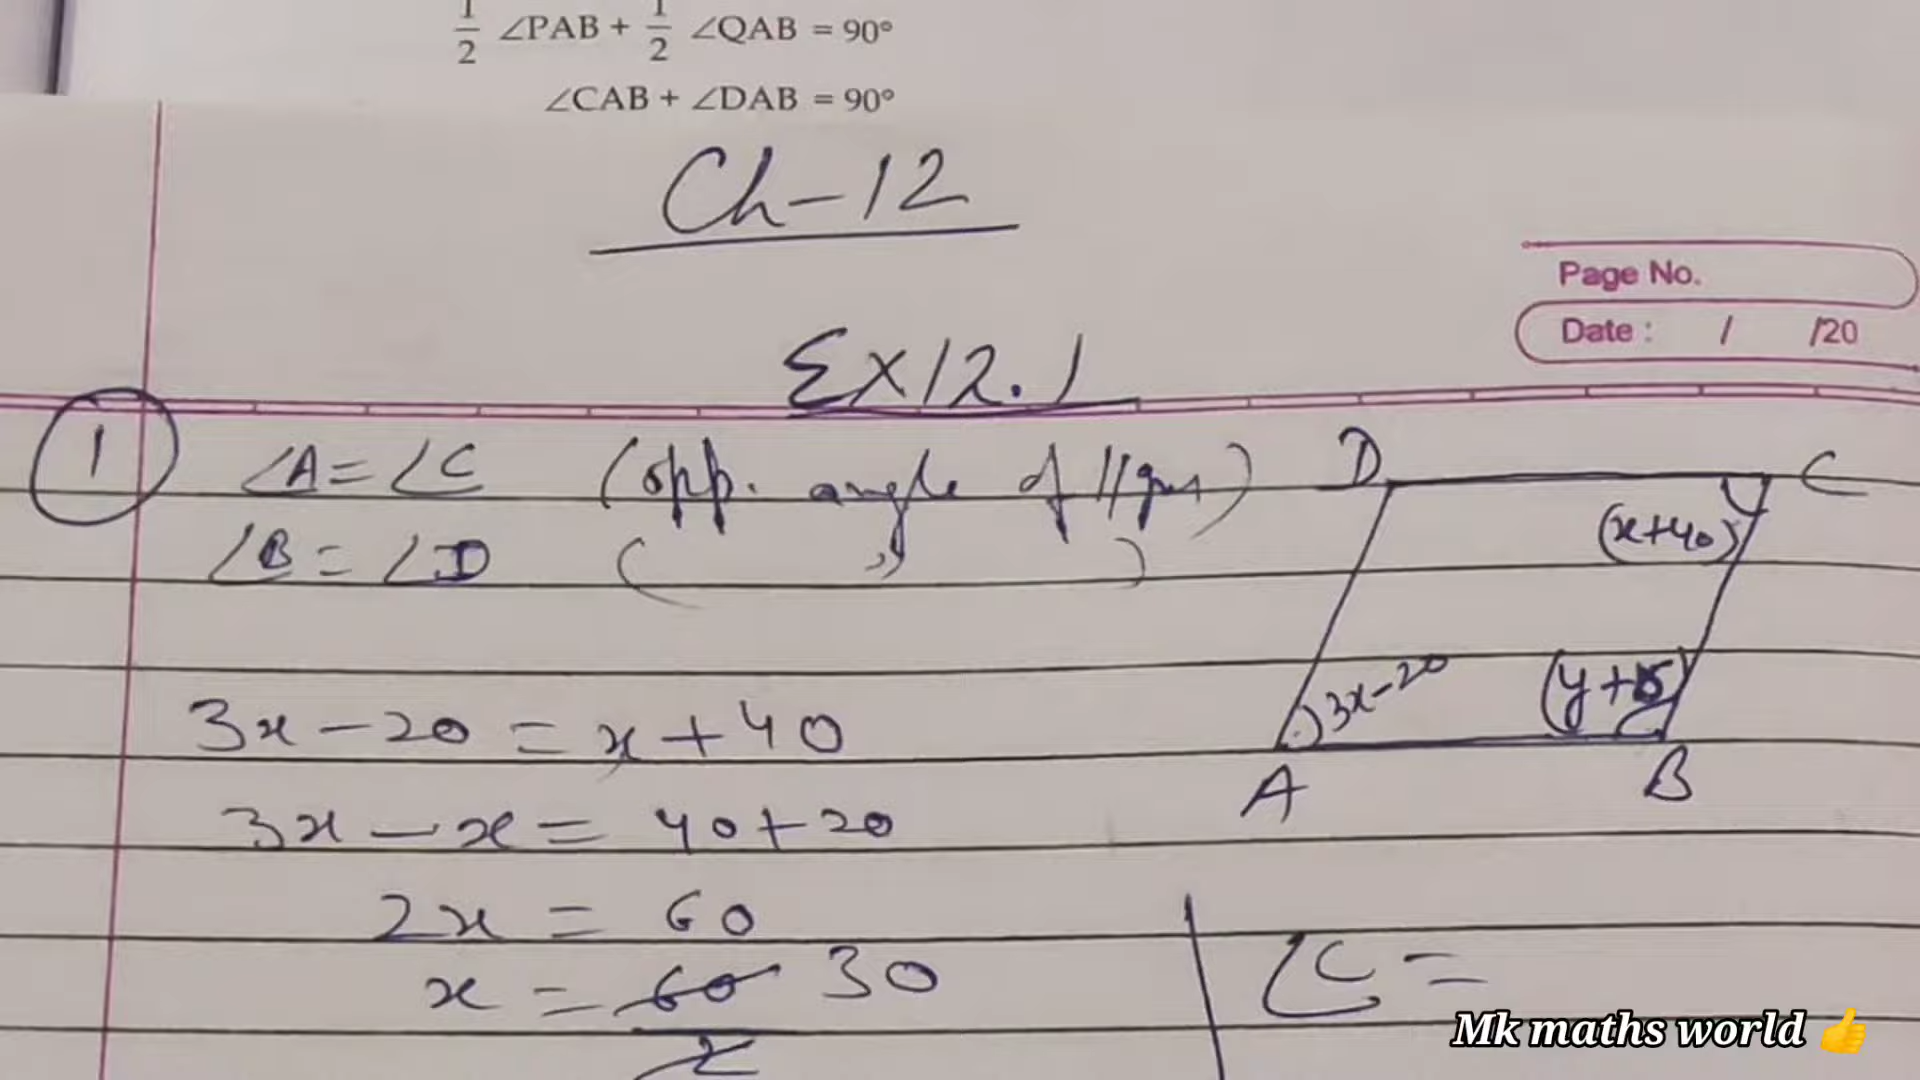 1/2 ∠PAB + 1/2 ∠QAB = 90°
∠CAB + ∠DAB = 90°
Ch-12
Page No.
Date : / /20
Ex 12.1
1
∠A = ∠C (opp. angle of ||gm)
∠B = ∠D ( ,, )
3x - 20 = x + 40
3x - x = 40 + 20
2x = 60
x = 60/2 30
D C
(x+40)
3x-20 (y+15)
A B
∠C =
Mk maths world 👍